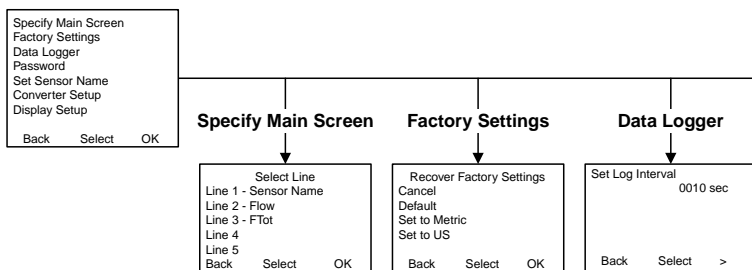 Specify Main Screen
Factory Settings
Data Logger
Password
Set Sensor Name
Converter Setup
Display Setup
Back Select OK
Specify Main Screen
Select Line
Line 1 - Sensor Name
Line 2 - Flow
Line 3 - FTot
Line 4
Line 5
Back Select OK
Factory Settings
Recover Factory Settings
Cancel
Default
Set to Metric
Set to US
Back Select OK
Data Logger
Set Log Interval
0010 sec
Back Select >